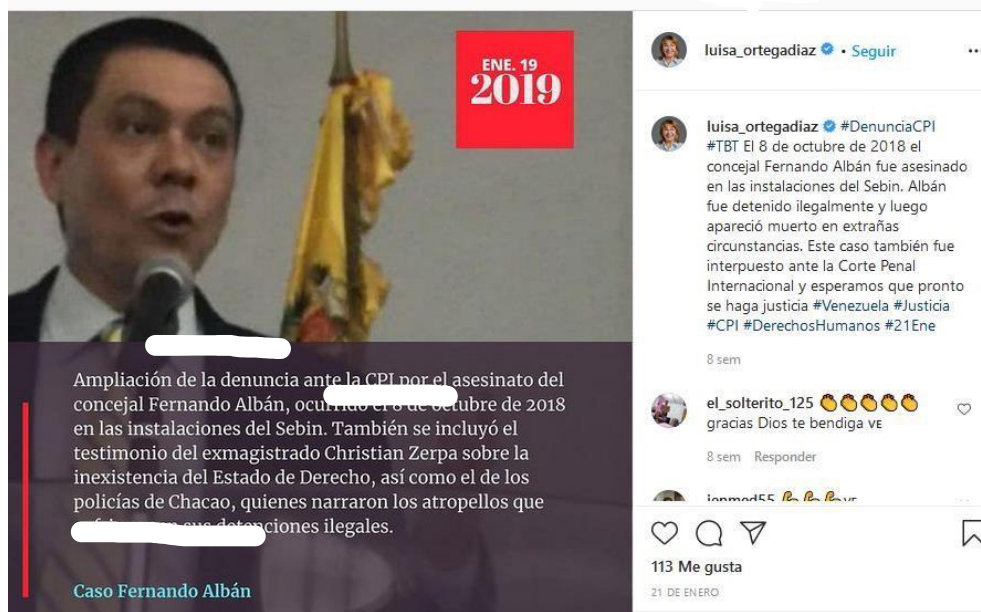 ENE. 19
2019
Ampliación de la denuncia ante la CPI por el asesinato del
concejal Fernando Albán, de octubre de 2018
en las instalaciones del Sebin. También se incluyó el
testimonio del exmagistrado Christian Zerpa sobre la
inexistencia del Estado de Derecho, así como el de los
policías de Chacao, quienes narraron los atropellos que
detenciones ilegales.
Caso Fernando Albán
luisa_ortegadiaz • Seguir
luisa_ortegadiaz #DenunciaCPI
#TBT El 8 de octubre de 2018 el
concejal Fernando Albán fue asesinado
en las instalaciones del Sebin. Albán
fue detenido ilegalmente y luego
apareció muerto en extrañas
circunstancias. Este caso también fue
interpuesto ante la Corte Penal
Internacional y esperamos que pronto
se haga justicia #Venezuela #Justicia
#CPI #DerechosHumanos #21Ene
8 sem
el_solterito_125 👏👏👏👏👏
gracias Dios te bendiga VE
8 sem Responder
113 Me gusta
21 DE ENERO